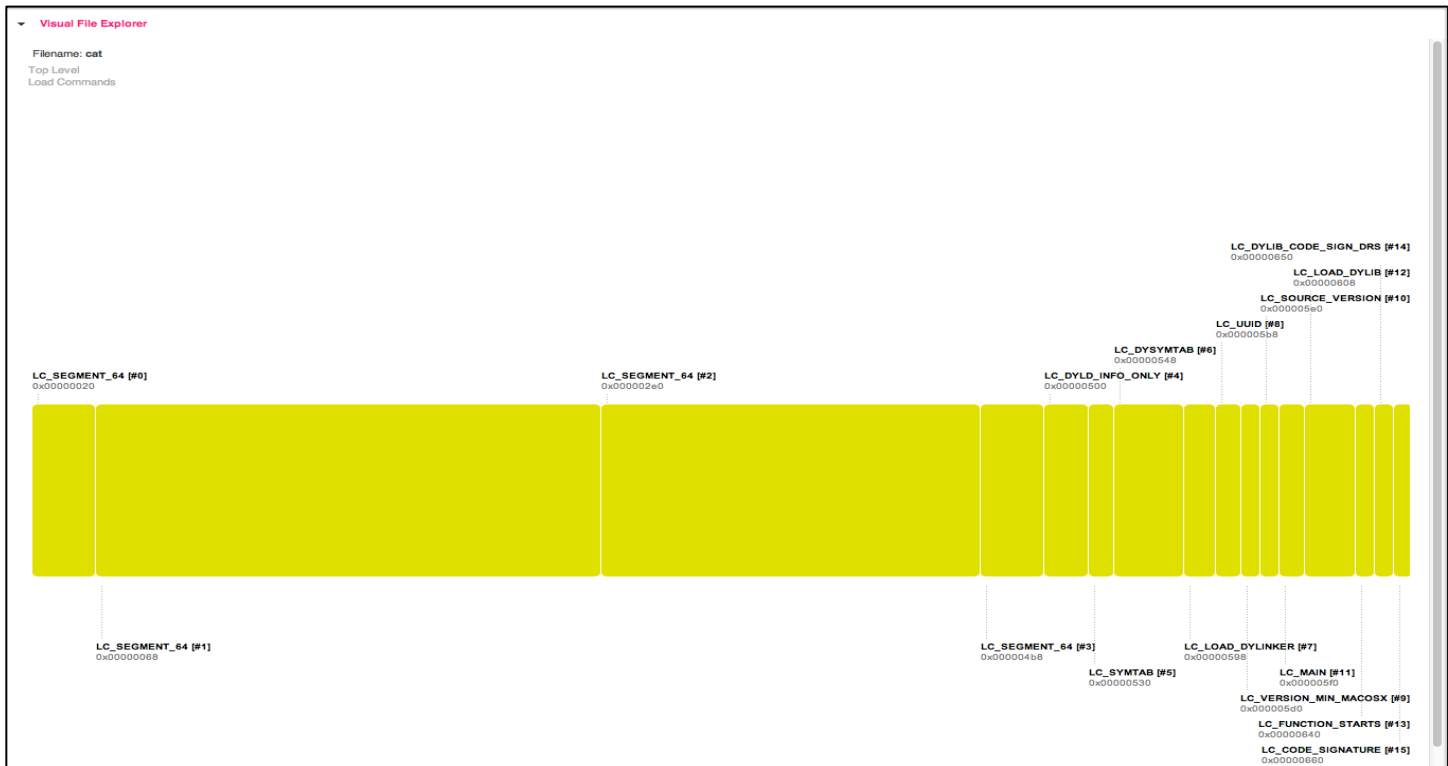 Visual File Explorer
Filename: cat
Top Level
Load Commands
LC_DYLIB_CODE_SIGN_DRS [#14]
0x00000650
LC_LOAD_DYLIB [#12]
0x00000608
LC_SOURCE_VERSION [#10]
0x000005e0
LC_UUID [#8]
0x000005b8
LC_DYSYMTAB [#6]
0x00000548
LC_SEGMENT_64 [#0]
0x00000020
LC_SEGMENT_64 [#2]
0x000002e0
LC_DYLD_INFO_ONLY [#4]
0x00000500
LC_SEGMENT_64 [#1]
0x00000068
LC_SEGMENT_64 [#3]
0x000004b8
LC_LOAD_DYLINKER [#7]
0x00000598
LC_SYMTAB [#5]
0x00000530
LC_MAIN [#11]
0x000005f0
LC_VERSION_MIN_MACOSX [#9]
0x000005d0
LC_FUNCTION_STARTS [#13]
0x00000640
LC_CODE_SIGNATURE [#15]
0x00000660